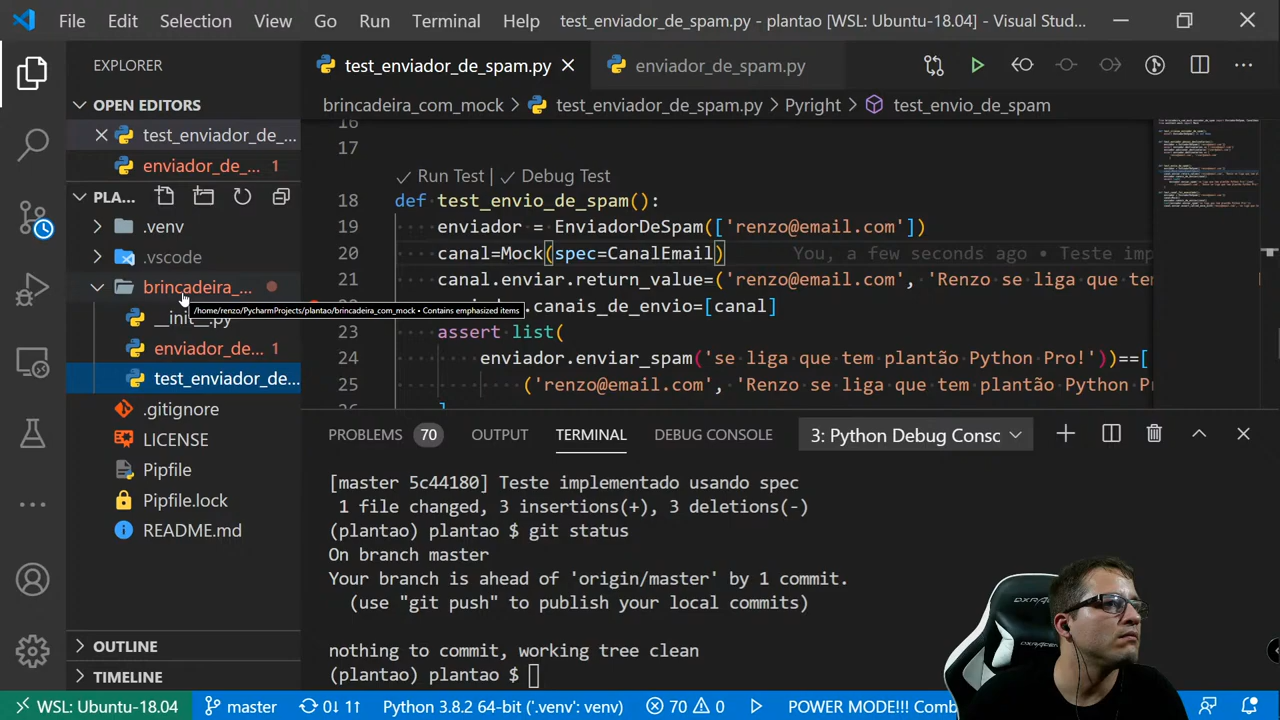 File Edit Selection View Go Run Terminal Help test_enviador_de_spam.py - plantao [WSL: Ubuntu-18.04] - Visual Stud...
EXPLORER
OPEN EDITORS
test_enviador_de_...
enviador_de_... 1
PLA...
.venv
.vscode
brincadeira_...
__init__.py
enviador_de... 1
test_enviador_de...
.gitignore
LICENSE
Pipfile
Pipfile.lock
README.md
OUTLINE
TIMELINE
/home/renzo/PycharmProjects/plantao/brincadeira_com_mock • Contains emphasized items
test_enviador_de_spam.py
enviador_de_spam.py
brincadeira_com_mock > test_enviador_de_spam.py > Pyright > test_envio_de_spam
16
17
Run Test | Debug Test
18 def test_envio_de_spam():
19 enviador = EnviadorDeSpam(['renzo@email.com'])
20 canal=Mock(spec=CanalEmail) You, a few seconds ago • Teste im
21 canal.enviar.return_value=('renzo@email.com', 'Renzo se liga que tem
.canais_de_envio=[canal]
23 assert list(
24 enviador.enviar_spam('se liga que tem plantão Python Pro!'))==[
25 ('renzo@email.com', 'Renzo se liga que tem plantão Python Pr
]
PROBLEMS 70 OUTPUT TERMINAL DEBUG CONSOLE 3: Python Debug Consc
[master 5c44180] Teste implementado usando spec
1 file changed, 3 insertions(+), 3 deletions(-)
(plantao) plantao $ git status
On branch master
Your branch is ahead of 'origin/master' by 1 commit.
(use "git push" to publish your local commits)
nothing to commit, working tree clean
(plantao) plantao $
WSL: Ubuntu-18.04 master 0↓ 1↑ Python 3.8.2 64-bit ('.venv': venv) 70 0 POWER MODE!!! Comb